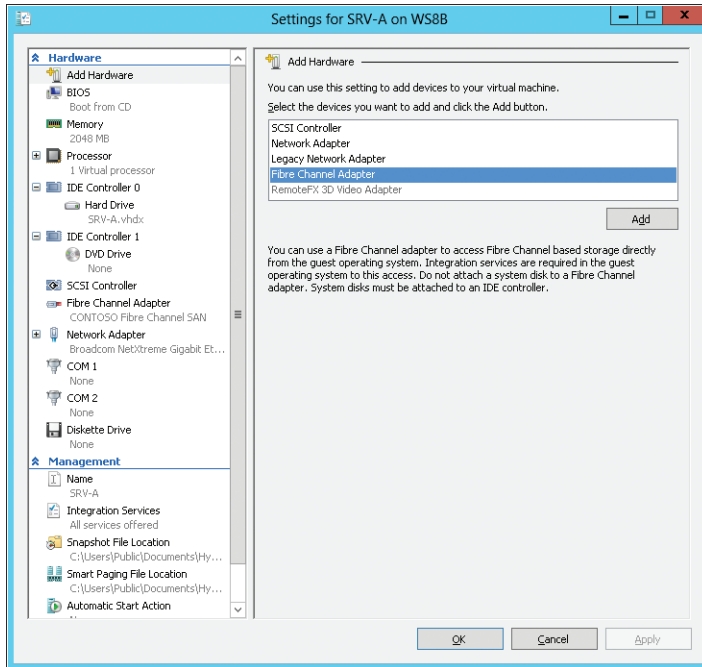 Settings for SRV-A on WS8B
Hardware
Add Hardware
BIOS
Boot from CD
Memory
2048 MB
Processor
1 Virtual processor
IDE Controller 0
Hard Drive
SRV-A.vhdx
IDE Controller 1
DVD Drive
None
SCSI Controller
Fibre Channel Adapter
CONTOSO Fibre Channel SAN
Network Adapter
Broadcom NetXtreme Gigabit Et...
COM 1
None
COM 2
None
Diskette Drive
None
Management
Name
SRV-A
Integration Services
All services offered
Snapshot File Location
C:\Users\Public\Documents\Hy...
Smart Paging File Location
C:\Users\Public\Documents\Hy...
Automatic Start Action
Add Hardware
You can use this setting to add devices to your virtual machine.
Select the devices you want to add and click the Add button.
SCSI Controller
Network Adapter
Legacy Network Adapter
Fibre Channel Adapter
RemoteFX 3D Video Adapter
Add
You can use a Fibre Channel adapter to access Fibre Channel based storage directly
from the guest operating system. Integration services are required in the guest
operating system to this access. Do not attach a system disk to a Fibre Channel
adapter. System disks must be attached to an IDE controller.
OK
Cancel
Apply